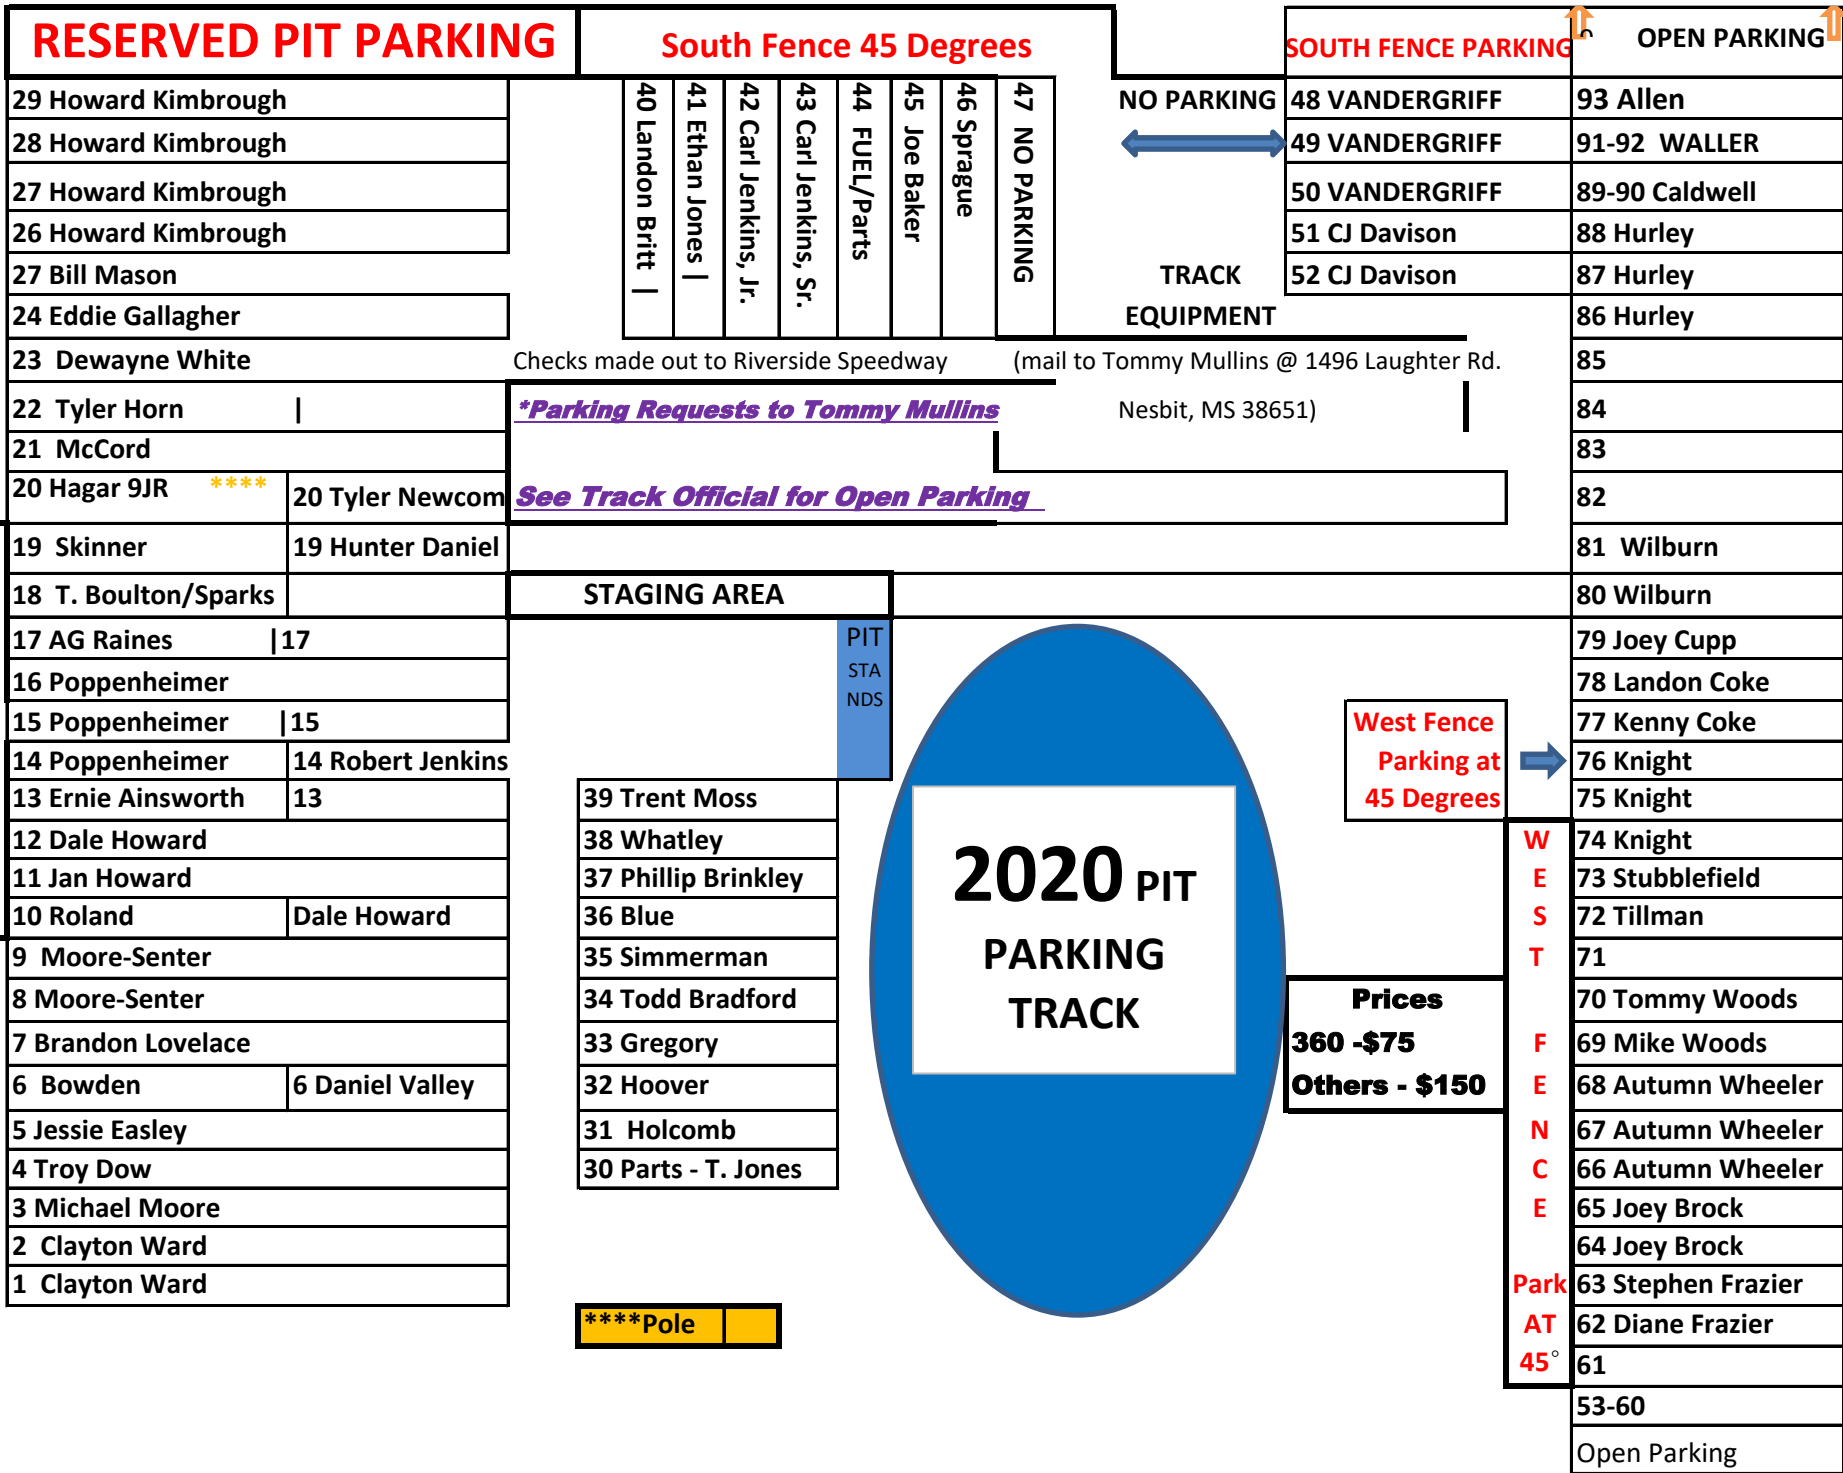 RESERVED PIT PARKING
South Fence 45 Degrees
SOUTH FENCE PARKING
OPEN PARKING
29 Howard Kimbrough
28 Howard Kimbrough
27 Howard Kimbrough
26 Howard Kimbrough
27 Bill Mason
24 Eddie Gallagher
23 Dewayne White
22 Tyler Horn |
21 McCord
20 Hagar 9JR ****
20 Tyler Newcom
19 Skinner
19 Hunter Daniel
18 T. Boulton/Sparks
17 AG Raines |17
16 Poppenheimer
15 Poppenheimer |15
14 Poppenheimer
14 Robert Jenkins
13 Ernie Ainsworth
13
12 Dale Howard
11 Jan Howard
10 Roland
Dale Howard
9 Moore-Senter
8 Moore-Senter
7 Brandon Lovelace
6 Bowden
6 Daniel Valley
5 Jessie Easley
4 Troy Dow
3 Michael Moore
2 Clayton Ward
1 Clayton Ward
40 Landon Britt |
41 Ethan Jones |
42 Carl Jenkins, Jr.
43 Carl Jenkins, Sr.
44 FUEL/Parts
45 Joe Baker
46 Sprague
47 NO PARKING
NO PARKING
TRACK
EQUIPMENT
48 VANDERGRIFF
49 VANDERGRIFF
50 VANDERGRIFF
51 CJ Davison
52 CJ Davison
Checks made out to Riverside Speedway
(mail to Tommy Mullins @ 1496 Laughter Rd.
Nesbit, MS 38651)
*Parking Requests to Tommy Mullins
See Track Official for Open Parking
STAGING AREA
PIT
STA
NDS
39 Trent Moss
38 Whatley
37 Phillip Brinkley
36 Blue
35 Simmerman
34 Todd Bradford
33 Gregory
32 Hoover
31 Holcomb
30 Parts - T. Jones
****Pole
2020 PIT
PARKING
TRACK
West Fence
Parking at
45 Degrees
Prices
360 -$75
Others - $150
W
E
S
T
F
E
N
C
E
Park
AT
45°
93 Allen
91-92 WALLER
89-90 Caldwell
88 Hurley
87 Hurley
86 Hurley
85
84
83
82
81 Wilburn
80 Wilburn
79 Joey Cupp
78 Landon Coke
77 Kenny Coke
76 Knight
75 Knight
74 Knight
73 Stubblefield
72 Tillman
71
70 Tommy Woods
69 Mike Woods
68 Autumn Wheeler
67 Autumn Wheeler
66 Autumn Wheeler
65 Joey Brock
64 Joey Brock
63 Stephen Frazier
62 Diane Frazier
61
53-60
Open Parking